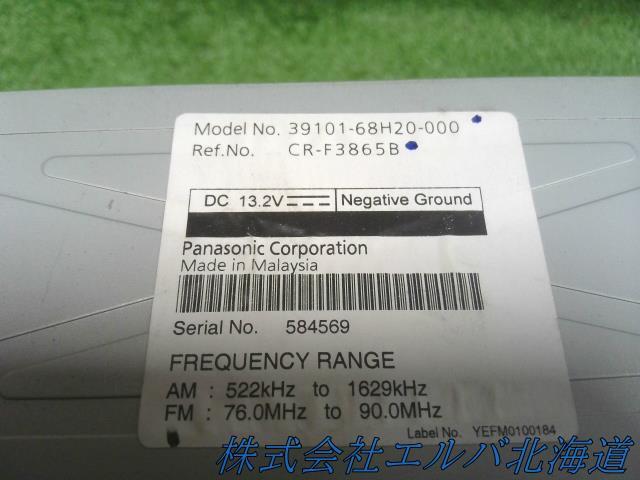 Model No. 39101-68H20-000
Ref.No. CR-F3865B
DC 13.2V Negative Ground
Panasonic Corporation
Made in Malaysia
Serial No. 584569
FREQUENCY RANGE
AM : 522kHz to 1629kHz
FM : 76.0MHz to 90.0MHz
Label No. YEFM0100184
株式会社エルバ北海道